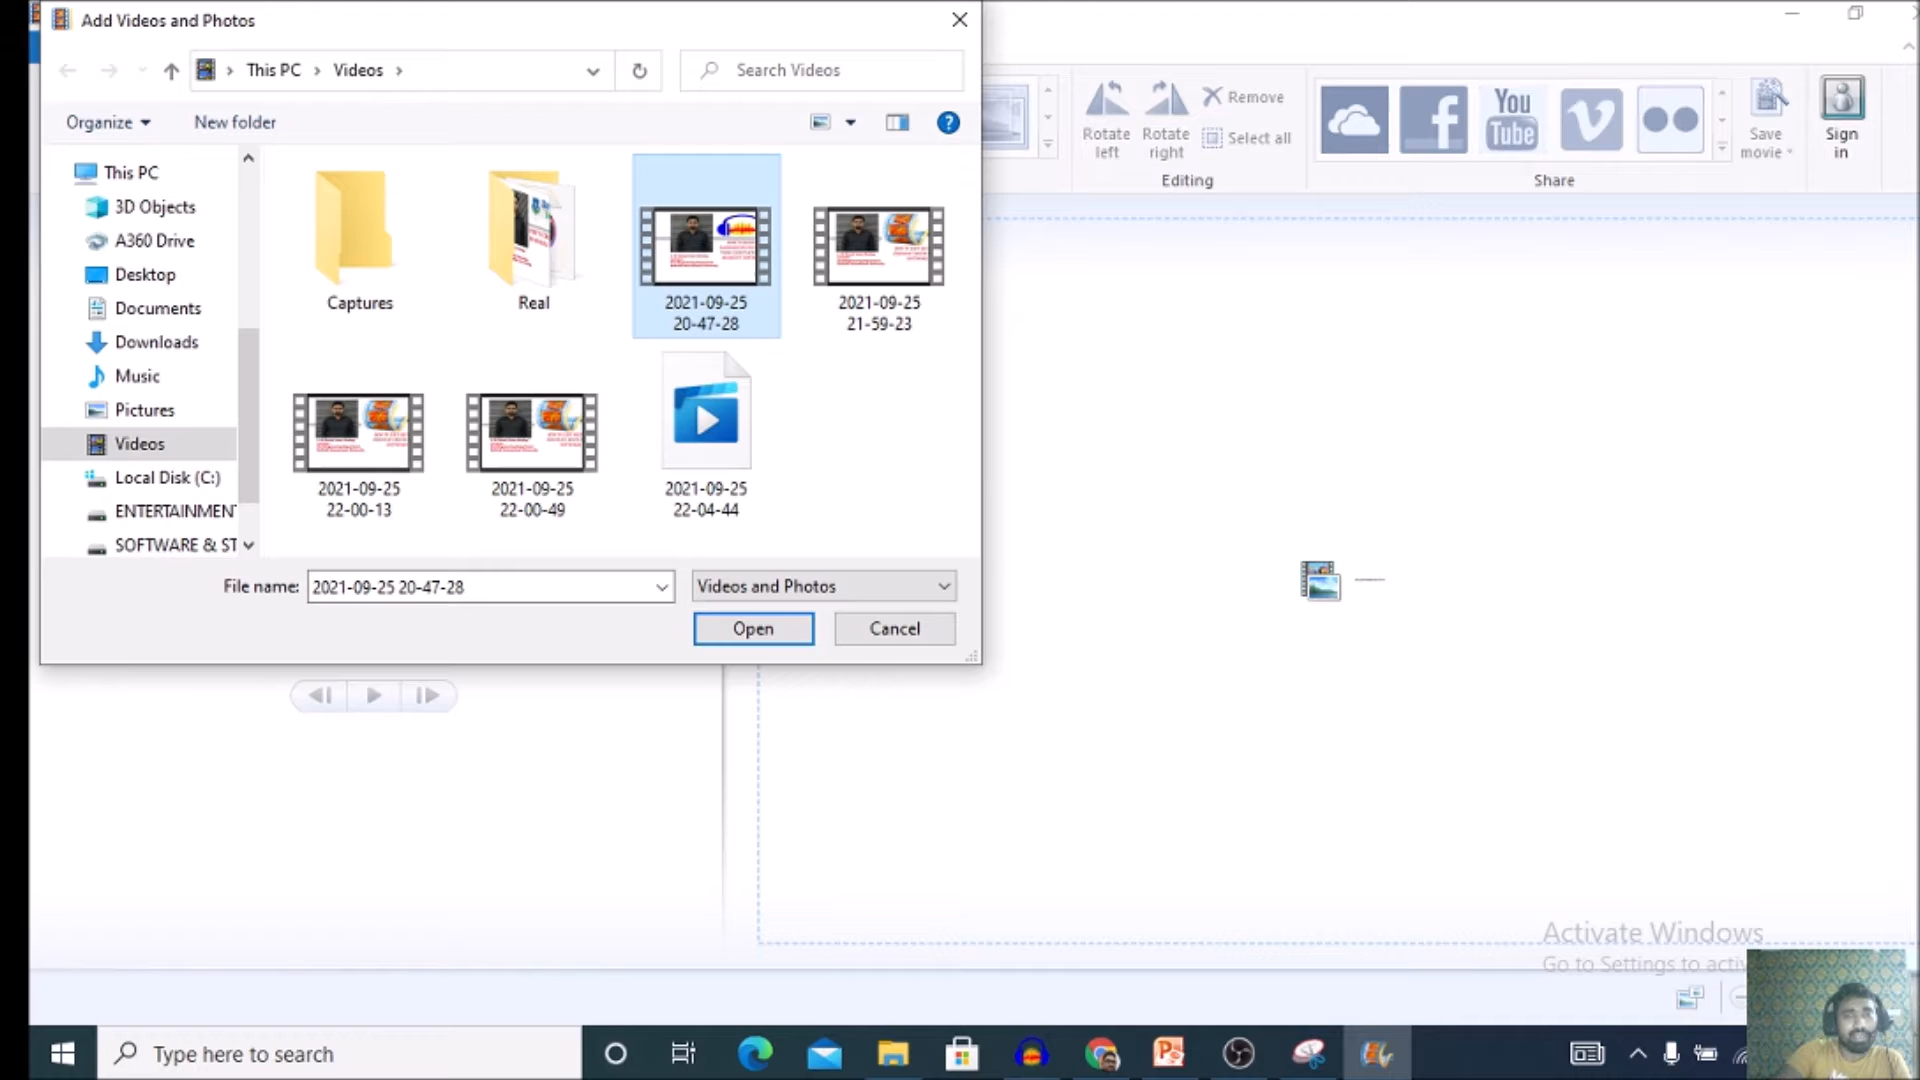 Add Videos and Photos
This PC
Videos
Search Videos
Organize
New folder
This PC
3D Objects
A360 Drive
Desktop
Documents
Downloads
Music
Pictures
Videos
Local Disk (C:)
ENTERTAINMENT
SOFTWARE & ST
Captures
Real
2021-09-25
20-47-28
2021-09-25
21-59-23
2021-09-25
22-00-13
2021-09-25
22-00-49
2021-09-25
22-04-44
File name:
2021-09-25 20-47-28
Videos and Photos
Open
Cancel
Rotate
left
Rotate
right
Remove
Select all
Editing
You
Tube
Share
Save
movie
Sign
in
Activate Windows
Go to Settings to activ
Type here to search